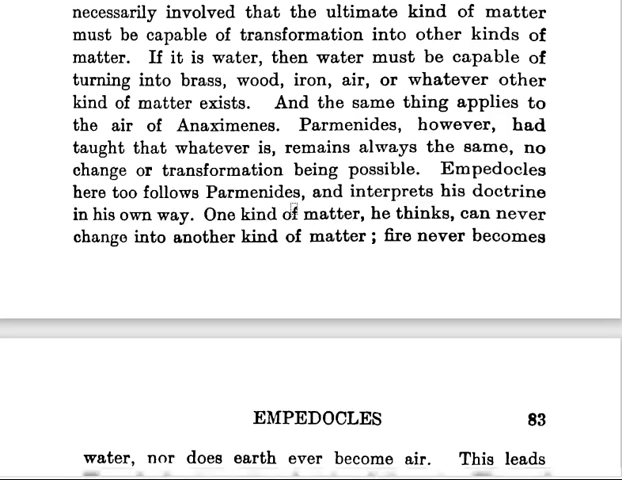 necessarily involved that the ultimate kind of matter
must be capable of transformation into other kinds of
matter. If it is water, then water must be capable of
turning into brass, wood, iron, air, or whatever other
kind of matter exists. And the same thing applies to
the air of Anaximenes. Parmenides, however, had
taught that whatever is, remains always the same, no
change or transformation being possible. Empedocles
here too follows Parmenides, and interprets his doctrine
in his own way. One kind of matter, he thinks, can never
change into another kind of matter ; fire never becomes
EMPEDOCLES 83
water, nor does earth ever become air. This leads